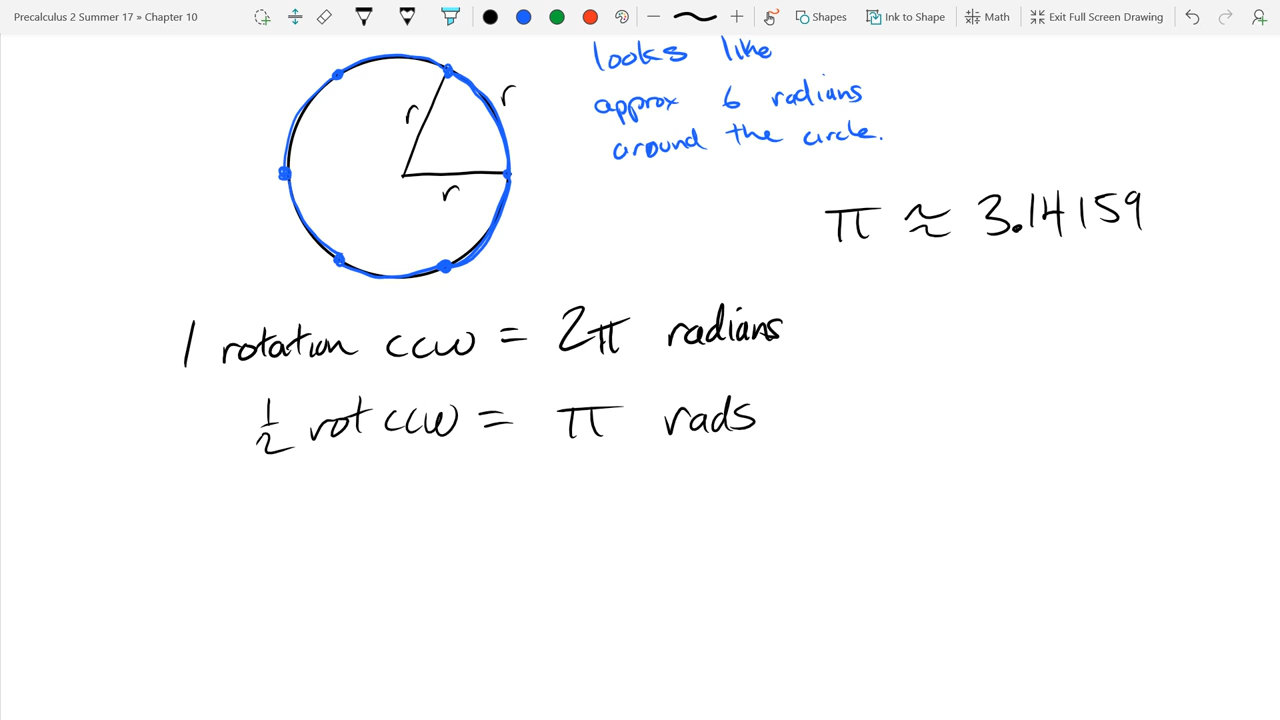 Precalculus 2 Summer 17 » Chapter 10
Shapes
Ink to Shape
Math
Exit Full Screen Drawing
looks like
approx 6 radians
around the circle.
r
r
r
π ≈ 3.14159
1 rotation ccw = 2π radians
1/2 rot ccw = π rads